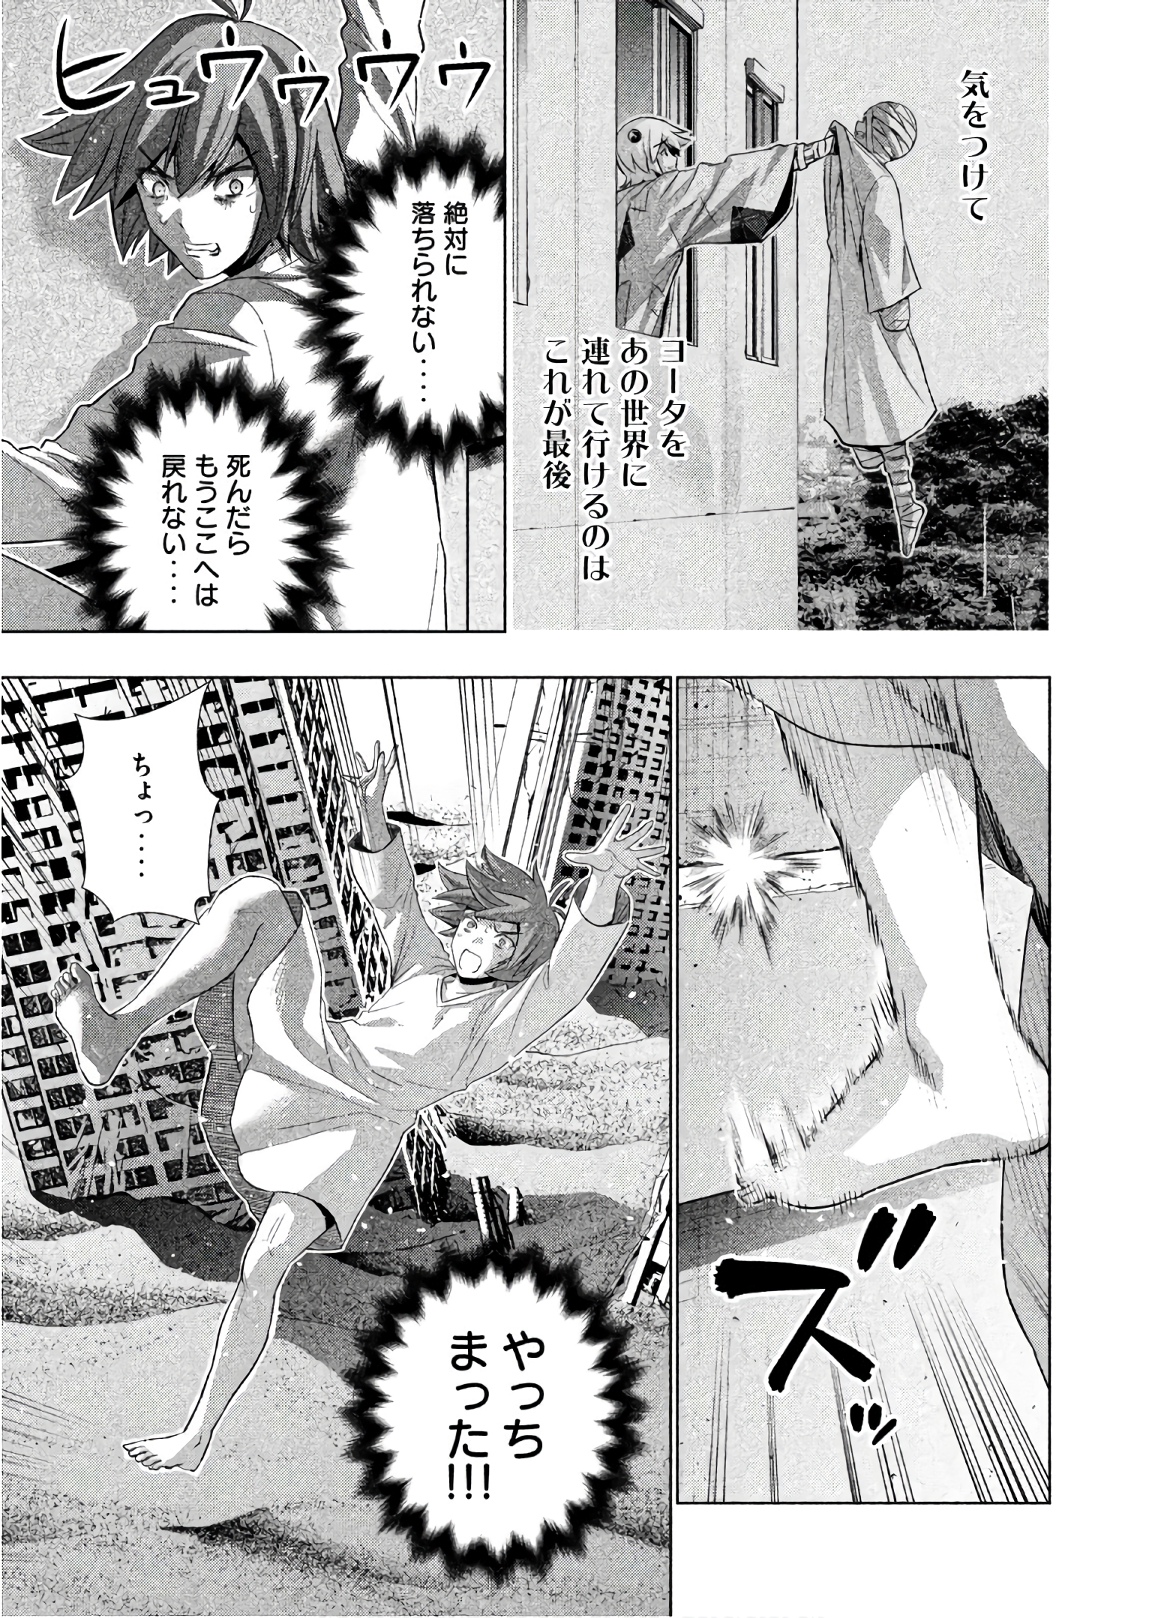 気をつけて
ヨータを
あの世界に
連れて行けるのは
これが最後
ヒュウゥウゥ
絶対に
落ちられない‥‥
死んだら
もうここへは
戻れない‥‥
ズッ
ちょっ‥‥
やっち
まった!!!